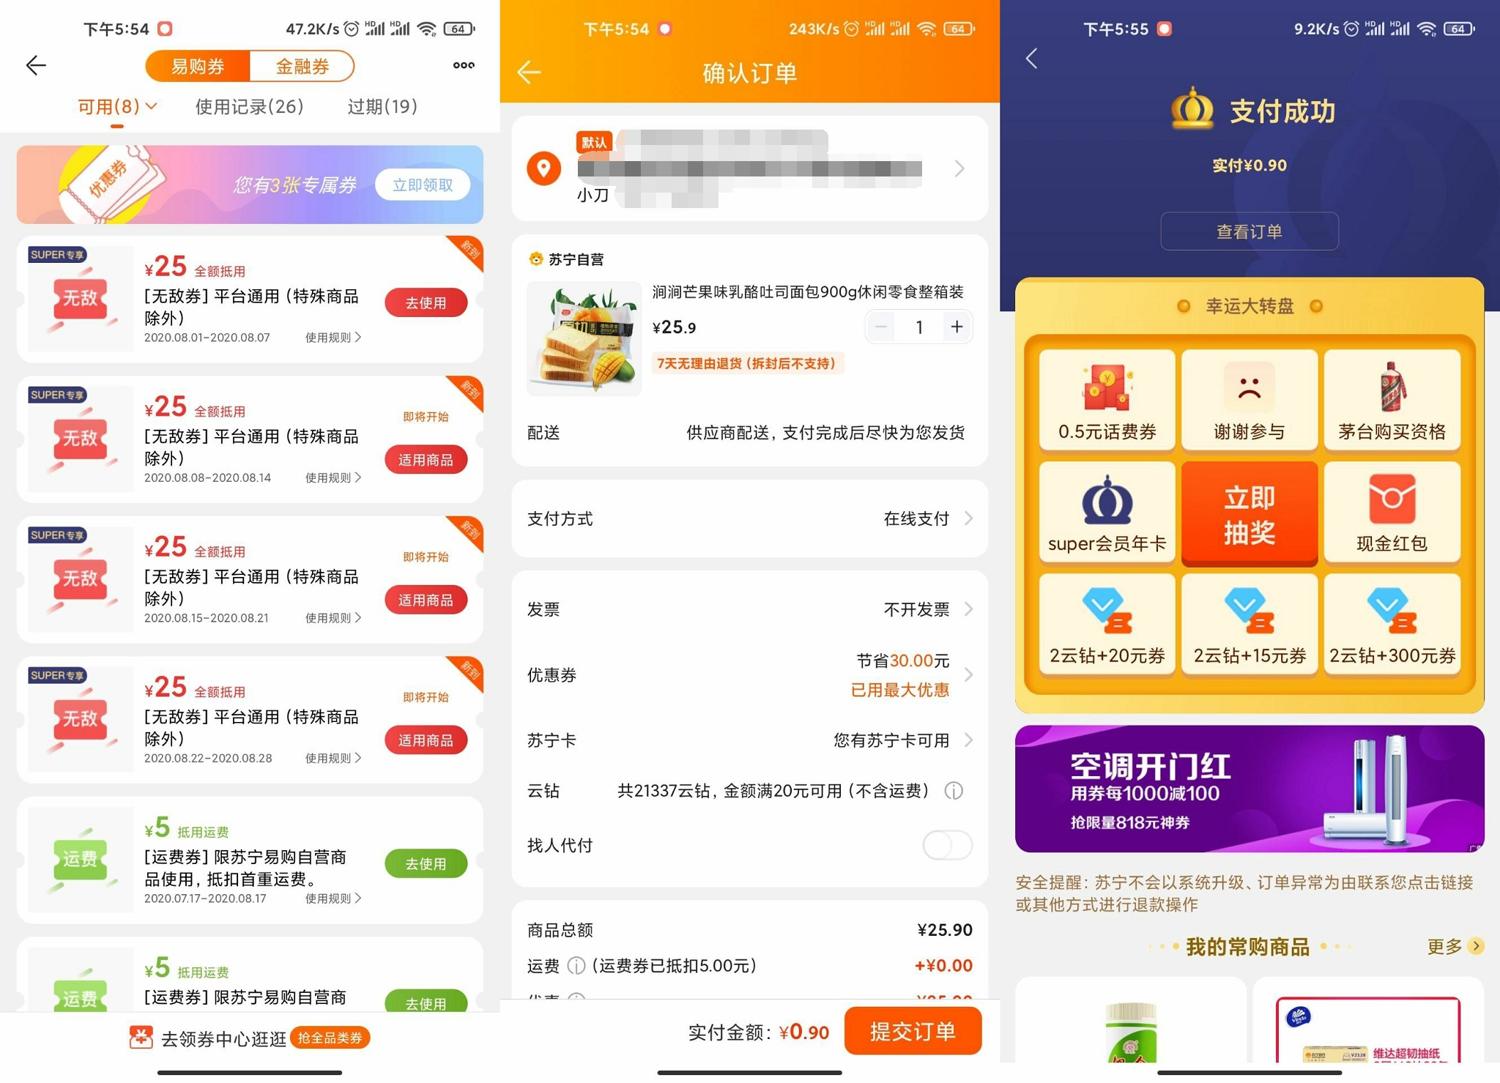 下午5:54
47.2K/s
HD
HD
64
易购券
金融券
可用(8)
使用记录(26)
过期(19)
优惠券
您有3张专属券
立即领取
SUPER专享
新到
¥25 全额抵用
无敌
[无敌券] 平台通用 (特殊商品
除外)
去使用
2020.08.01-2020.08.07
使用规则
SUPER专享
新到
¥25 全额抵用
即将开始
无敌
[无敌券] 平台通用 (特殊商品
除外)
适用商品
2020.08.08-2020.08.14
使用规则
SUPER专享
新到
¥25 全额抵用
即将开始
无敌
[无敌券] 平台通用 (特殊商品
除外)
适用商品
2020.08.15-2020.08.21
使用规则
SUPER专享
新到
¥25 全额抵用
即将开始
无敌
[无敌券] 平台通用 (特殊商品
除外)
适用商品
2020.08.22-2020.08.28
使用规则
¥5 抵用运费
运费
[运费券] 限苏宁易购自营商
品使用，抵扣首重运费。
去使用
2020.07.17-2020.08.17
使用规则
¥5 抵用运费
运费
[运费券] 限苏宁易购自营商
去使用
去领券中心逛逛
抢全品类券
下午5:54
243K/s
HD
HD
64
确认订单
默认
小刀
苏宁自营
涧涧芒果味乳酪吐司面包900g休闲零食整箱装
¥25.9
1
7天无理由退货 (拆封后不支持)
配送
供应商配送，支付完成后尽快为您发货
支付方式
在线支付
发票
不开发票
优惠券
节省30.00元
已用最大优惠
苏宁卡
您有苏宁卡可用
云钻
共21337云钻，金额满20元可用 (不含运费)
找人代付
商品总额
¥25.90
运费
(运费券已抵扣5.00元)
+¥0.00
实付金额：¥0.90
提交订单
下午5:55
9.2K/s
HD
HD
64
支付成功
实付¥0.90
查看订单
幸运大转盘
0.5元话费券
谢谢参与
茅台购买资格
super会员年卡
立即
抽奖
现金红包
2云钻+20元券
2云钻+15元券
2云钻+300元券
空调开门红
用券每1000减100
抢限量818元神券
安全提醒：苏宁不会以系统升级、订单异常为由联系您点击链接
或其他方式进行退款操作
我的常购商品
更多
维达超韧抽纸